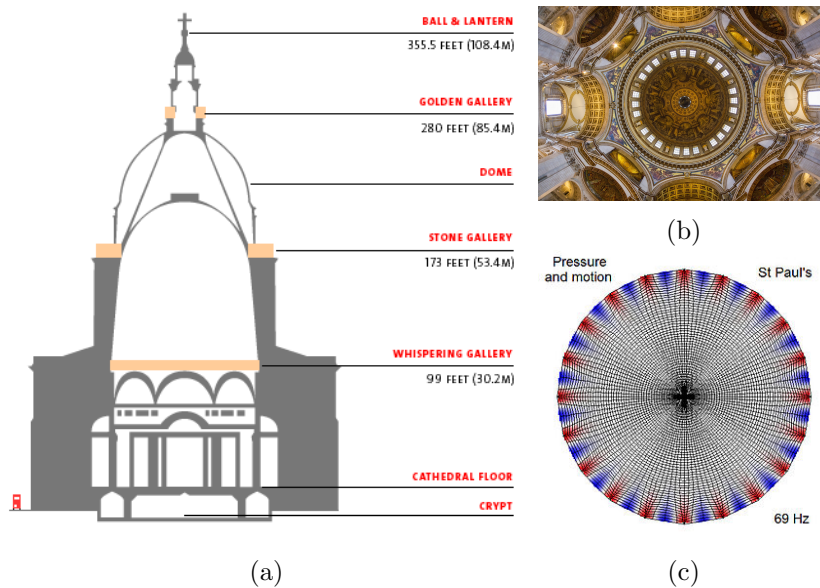 BALL & LANTERN
355.5 FEET (108.4M)
GOLDEN GALLERY
280 FEET (85.4M)
DOME
STONE GALLERY
173 FEET (53.4M)
WHISPERING GALLERY
99 FEET (30.2M)
CATHEDRAL FLOOR
CRYPT
(a)
(b)
Pressure
and motion
St Paul's
69 Hz
(c)